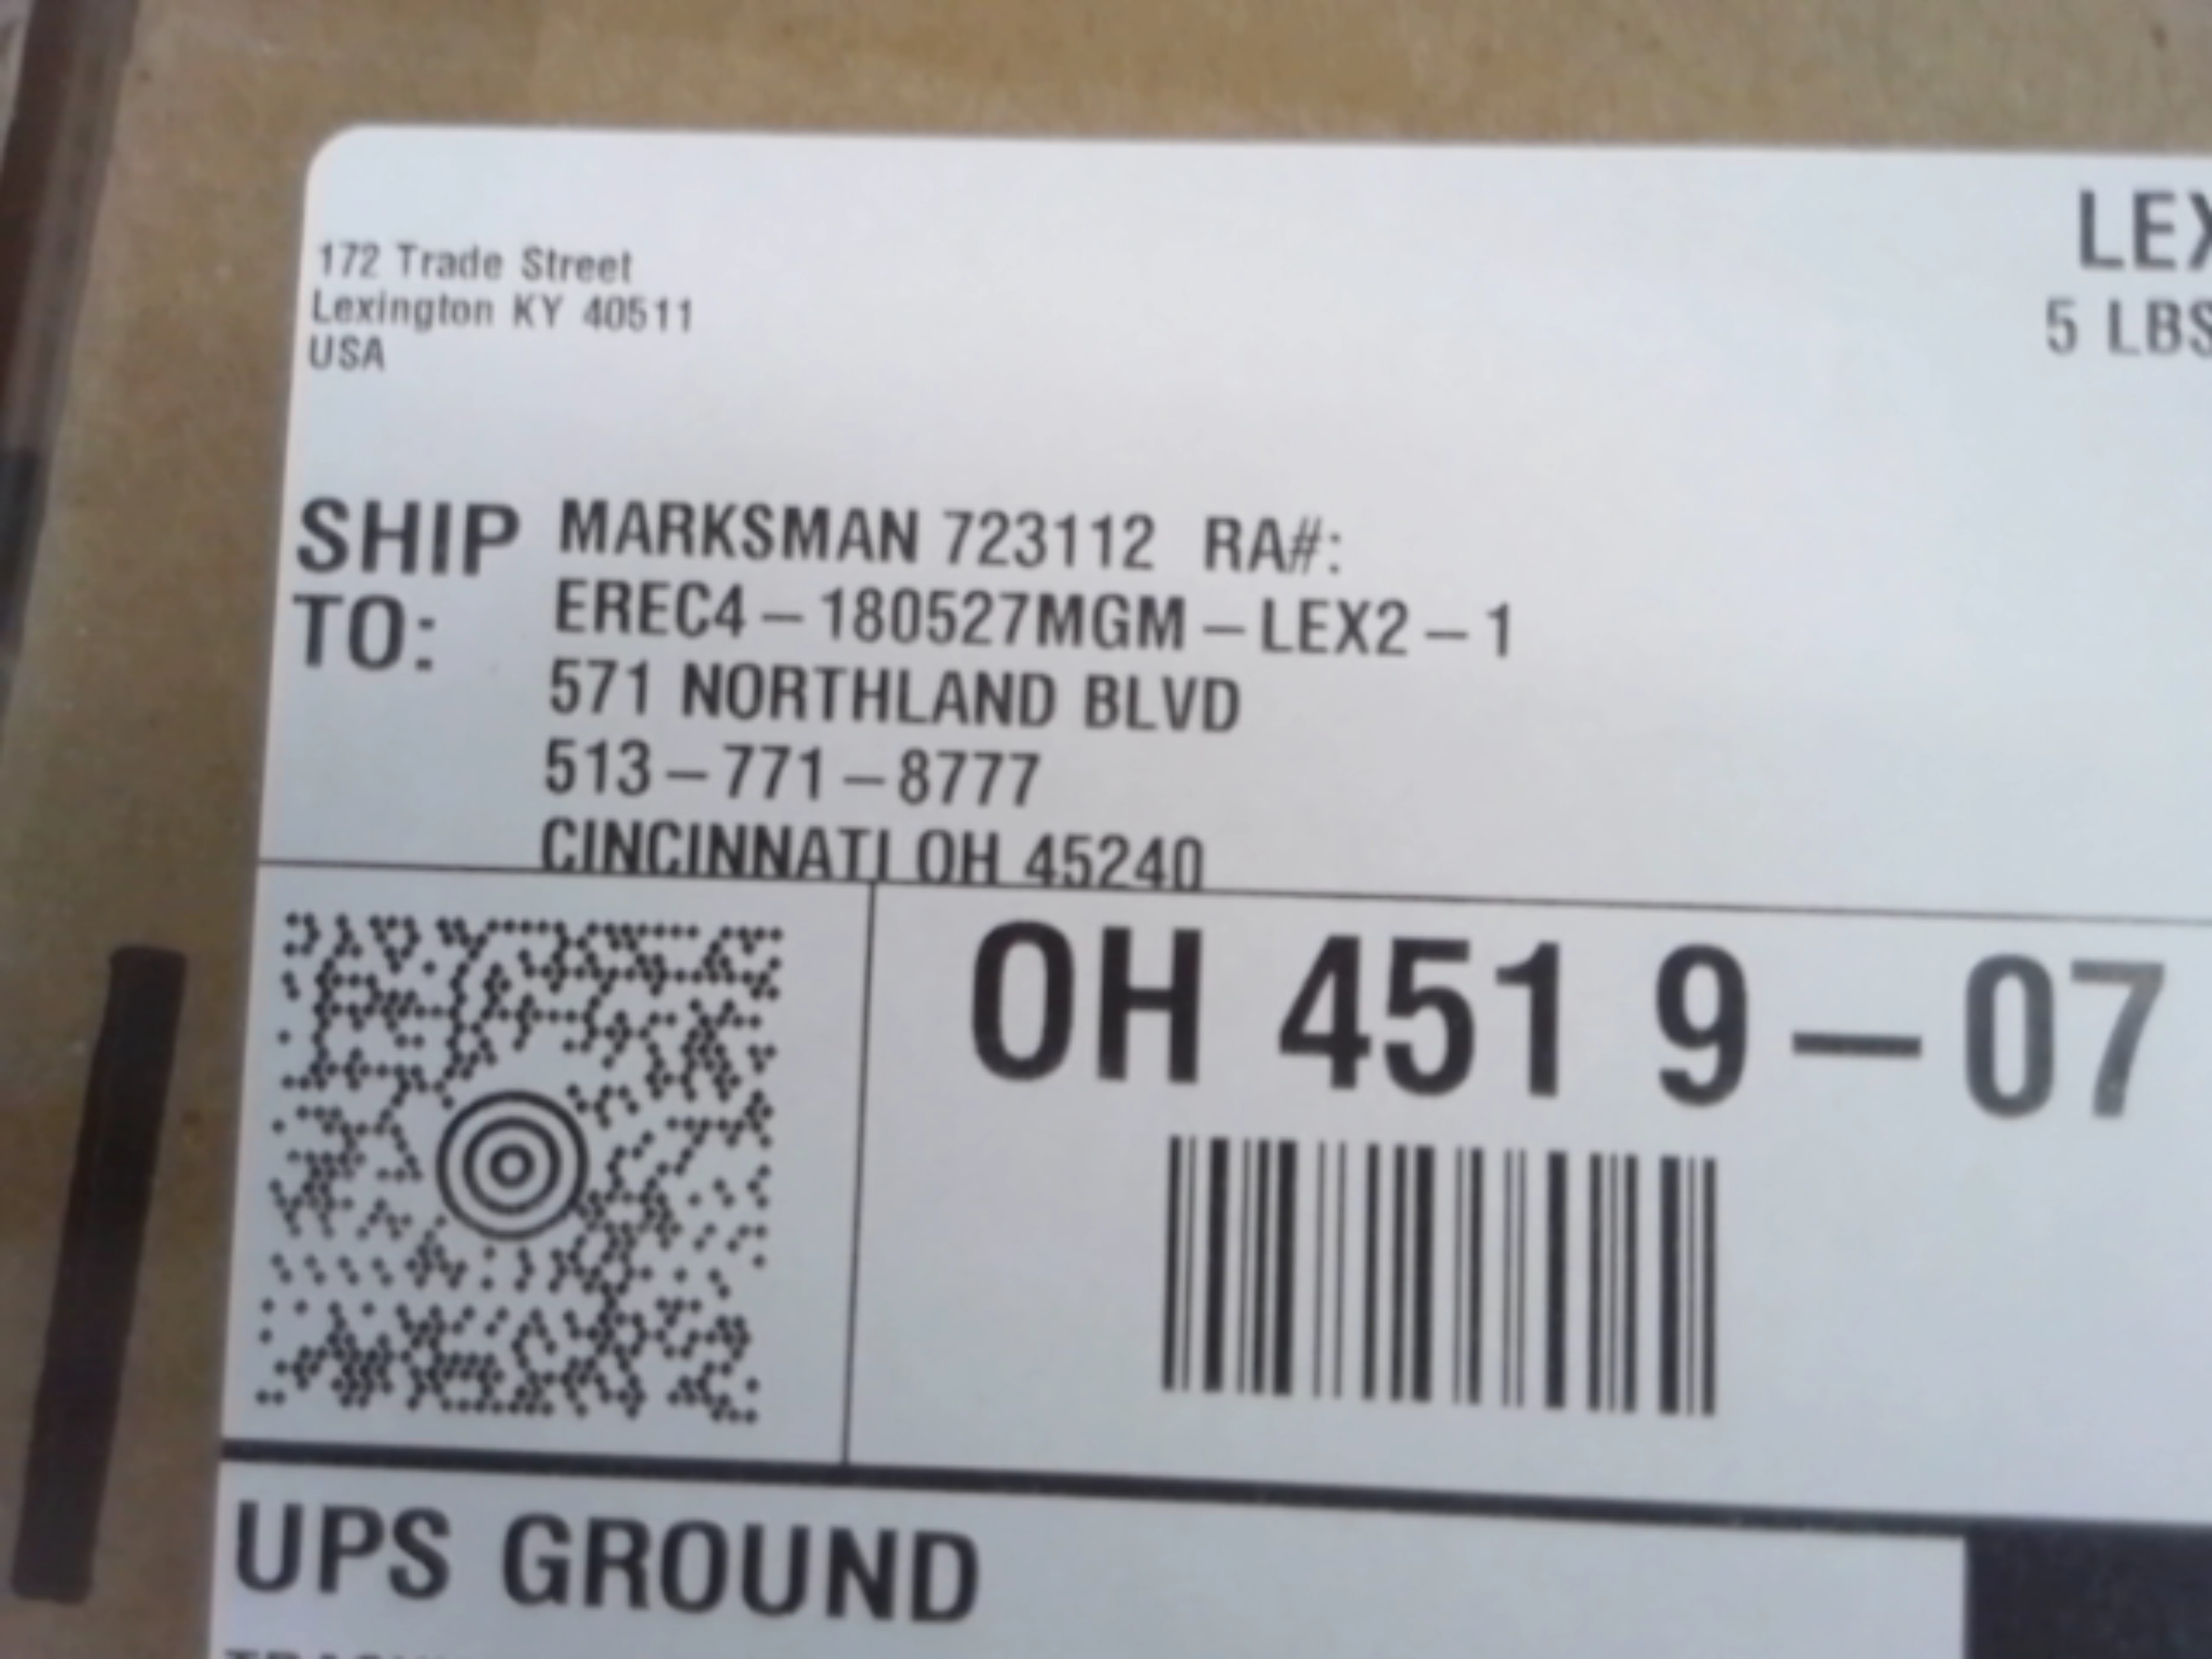 172 Trade Street
Lexington KY 40511
USA
LEX
5 LBS
SHIP TO:
MARKSMAN 723112 RA#:
EREC4-180527MGM-LEX2-1
571 NORTHLAND BLVD
513-771-8777
CINCINNATI OH 45240
OH 451 9-07
UPS GROUND